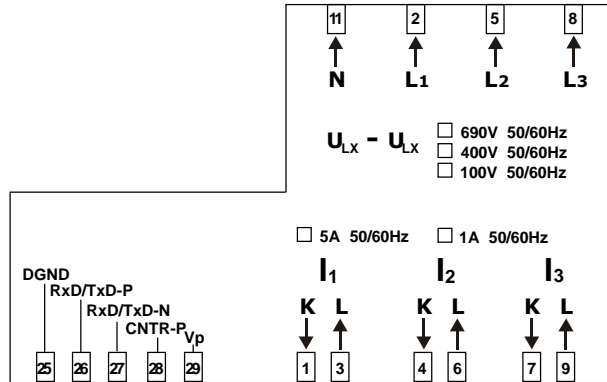 11 2 5 8
N L1 L2 L3
ULX - ULX
690V 50/60Hz
400V 50/60Hz
100V 50/60Hz
5A 50/60Hz 1A 50/60Hz
I1 I2 I3
K L K L K L
DGND
RxD/TxD-P
RxD/TxD-N
CNTR-P
Vp
25 26 27 28 29 1 3 4 6 7 9